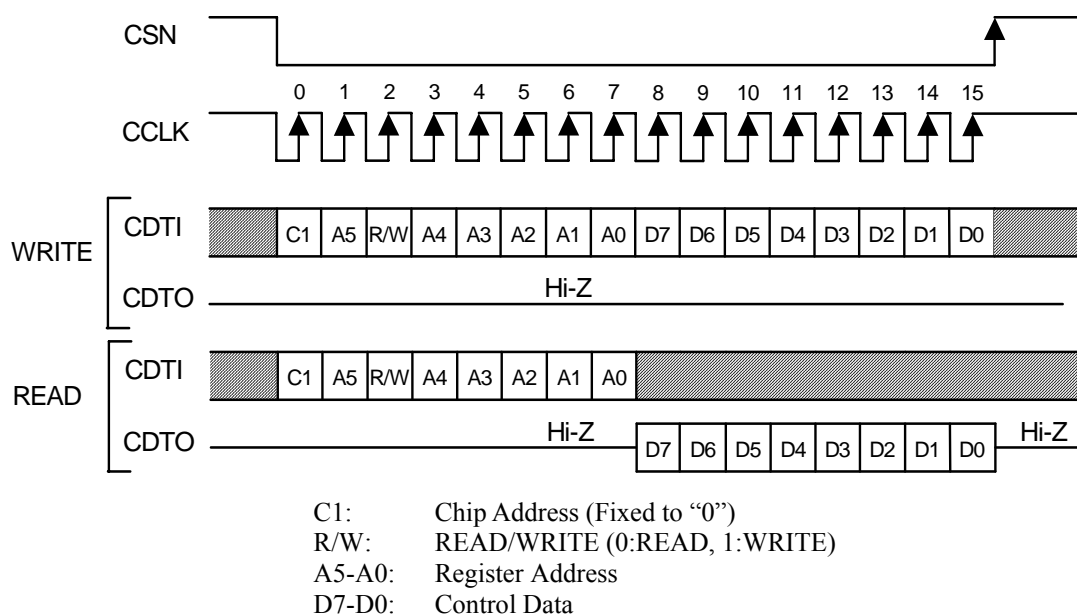 CSN
0 1 2 3 4 5 6 7 8 9 10 11 12 13 14 15
CCLK
WRITE
CDTI C1 A5 R/W A4 A3 A2 A1 A0 D7 D6 D5 D4 D3 D2 D1 D0
CDTO Hi-Z
READ
CDTI C1 A5 R/W A4 A3 A2 A1 A0
CDTO Hi-Z D7 D6 D5 D4 D3 D2 D1 D0 Hi-Z
C1: Chip Address (Fixed to “0”)
R/W: READ/WRITE (0:READ, 1:WRITE)
A5-A0: Register Address
D7-D0: Control Data